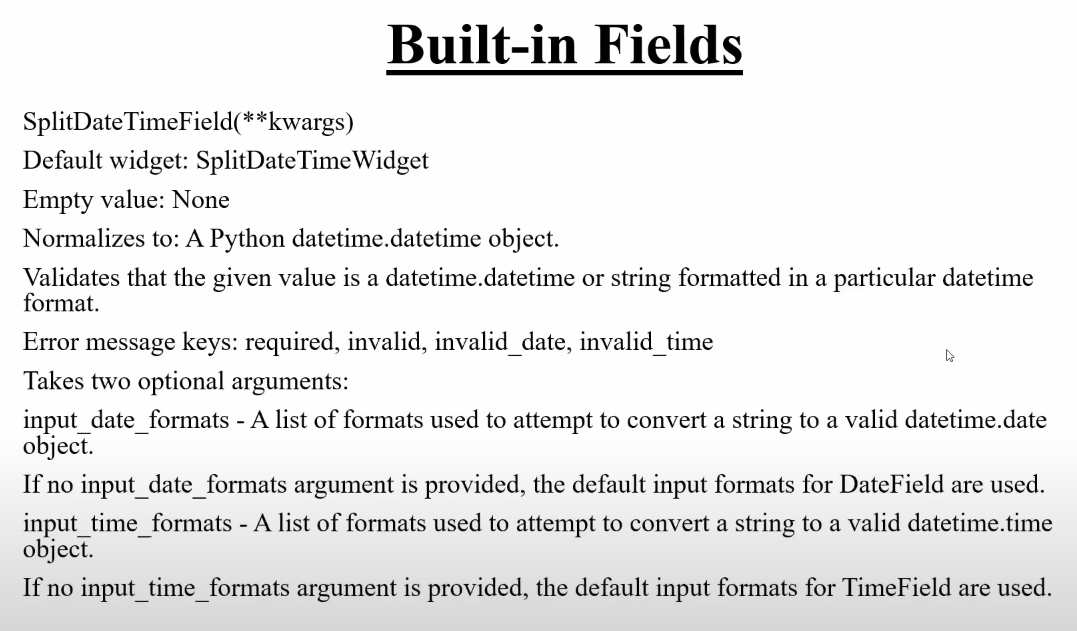 Built-in Fields
SplitDateTimeField(**kwargs)
Default widget: SplitDateTimeWidget
Empty value: None
Normalizes to: A Python datetime.datetime object.
Validates that the given value is a datetime.datetime or string formatted in a particular datetime
format.
Error message keys: required, invalid, invalid_date, invalid_time
Takes two optional arguments:
input_date_formats - A list of formats used to attempt to convert a string to a valid datetime.date
object.
If no input_date_formats argument is provided, the default input formats for DateField are used.
input_time_formats - A list of formats used to attempt to convert a string to a valid datetime.time
object.
If no input_time_formats argument is provided, the default input formats for TimeField are used.